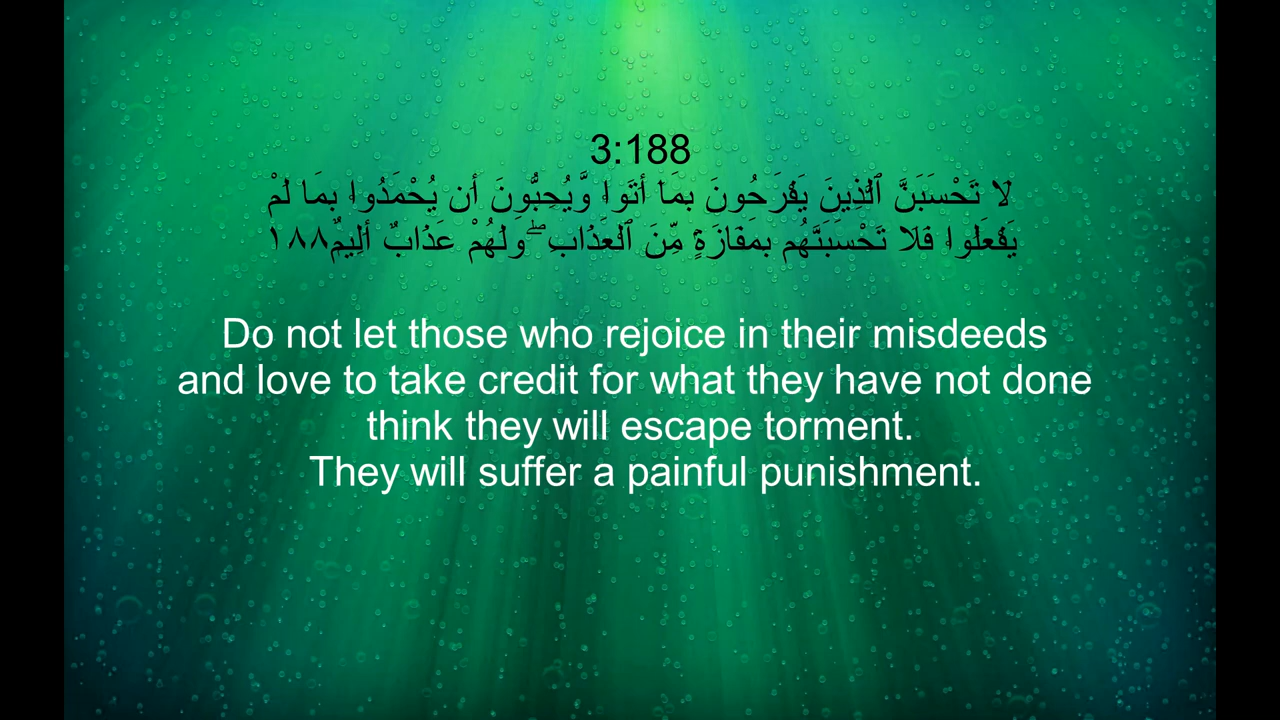 3:188
لَا تَحْسَبَنَّ ٱلَّذِينَ يَفْرَحُونَ بِمَآ أَتَوا۟ وَّيُحِبُّونَ أَن يُحْمَدُوا۟ بِمَا لَمْ
يَفْعَلُوا۟ فَلَا تَحْسَبَنَّهُم بِمَفَازَةٍۢ مِّنَ ٱلْعَذَابِ ۖ وَلَهُمْ عَذَابٌ أَلِيمٌ١٨٨
Do not let those who rejoice in their misdeeds
and love to take credit for what they have not done
think they will escape torment.
They will suffer a painful punishment.